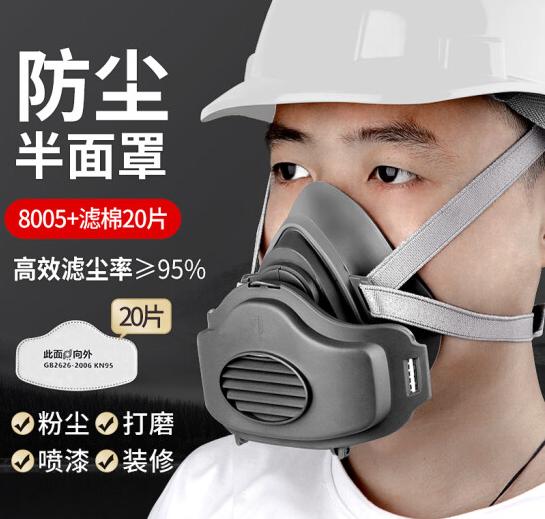 防尘
半面罩
8005+滤棉20片
高效滤尘率≥95%
20片
此面向外
GB2626-2006 KN95
粉尘 打磨
喷漆 装修